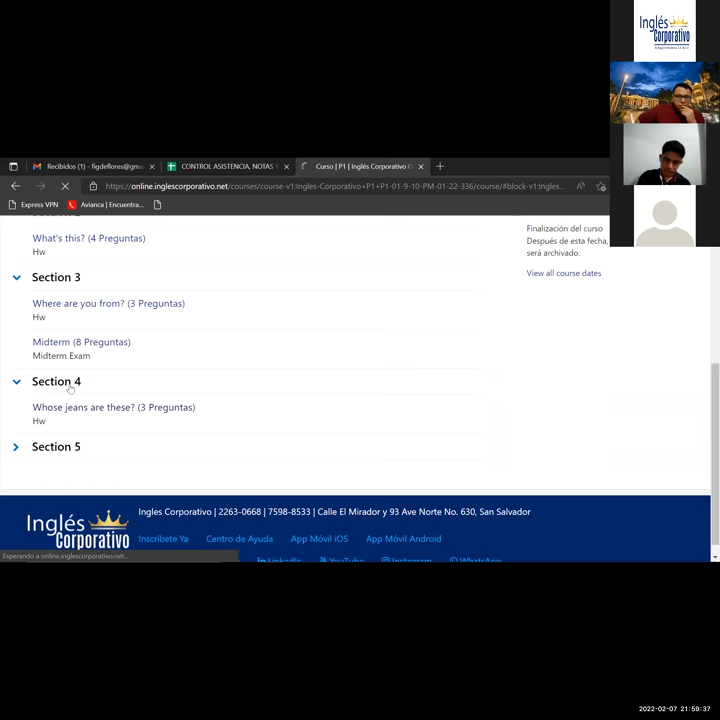 Inglés
Corporativo
Recibidos (1) - figdeflores@gma
CONTROL ASISTENCIA, NOTAS Y
Curso | P1 | Inglés Corporativo
https://online.inglescorporativo.net/courses/course-v1:Ingles-Corporativo+P1+P1-01-9-10-PM-01-22-336/course/#block-v1:Ingles...
Express VPN
Avianca | Encuentra...
What's this? (4 Preguntas)
Hw
Section 3
Where are you from? (3 Preguntas)
Hw
Midterm (8 Preguntas)
Midterm Exam
Section 4
Whose jeans are these? (3 Preguntas)
Hw
Section 5
Finalización del curso
Después de esta fecha,
será archivado.
View all course dates
Inglés
Corporativo
Ingles Corporativo | 2263-0668 | 7598-8533 | Calle El Mirador y 93 Ave Norte No. 630, San Salvador
Inscríbete Ya
Centro de Ayuda
App Móvil iOS
App Móvil Android
LinkedIn
YouTube
Instagram
WhatsApp
Esperando a online.inglescorporativo.net...
2022-02-07 21:59:37